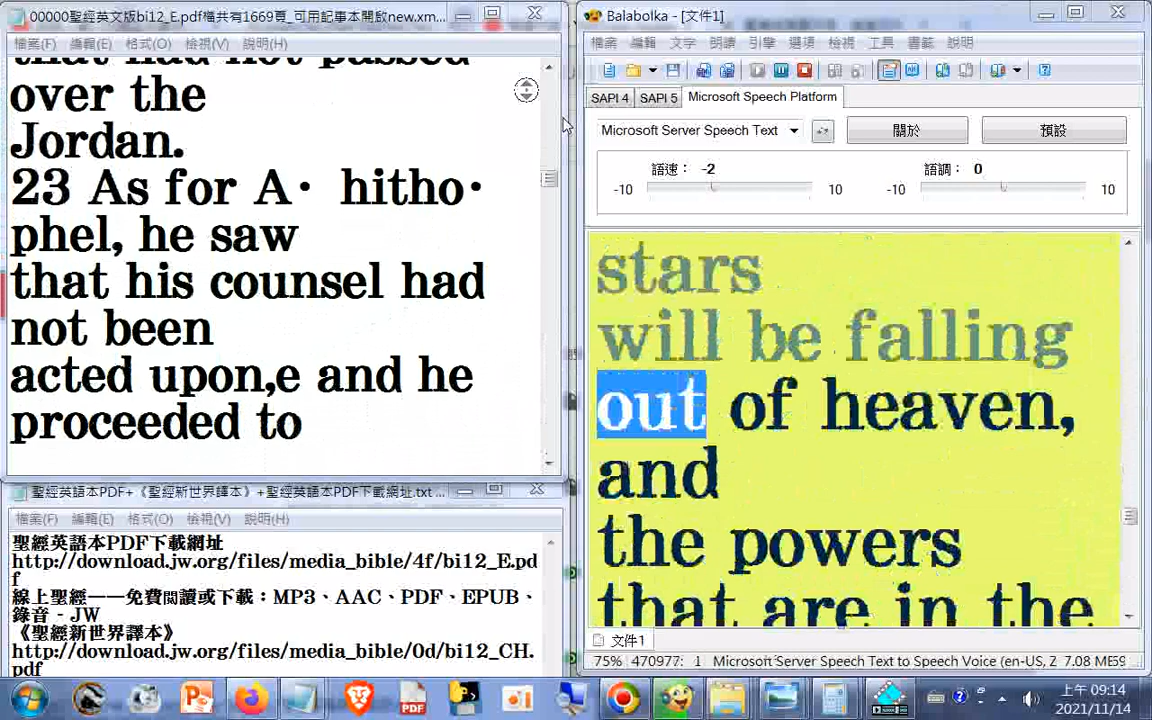 00000聖經英文版bi12_E.pdf檔共有1669頁_可用記事本開啟new.xm...
檔案(F) 編輯(E) 格式(O) 檢視(V) 說明(H)
that had not passed
over the
Jordan.
23 As for A· hitho·
phel, he saw
that his counsel had
not been
acted upon,e and he
proceeded to
聖經英語本PDF+《聖經新世界譯本》+聖經英語本PDF下載網址.txt ...
檔案(F) 編輯(E) 格式(O) 檢視(V) 說明(H)
聖經英語本PDF下載網址
http://download.jw.org/files/media_bible/4f/bi12_E.pd
f
線上聖經——免費閱讀或下載：MP3、AAC、PDF、EPUB、
錄音 - JW
《聖經新世界譯本》
http://download.jw.org/files/media_bible/0d/bi12_CH.
pdf
Balabolka - [文件1]
檔案 編輯 文字 朗讀 引擎 選項 檢視 工具 書籤 說明
SAPI 4 SAPI 5 Microsoft Speech Platform
Microsoft Server Speech Text 關於 預設
語速： -2 語調： 0
-10 10 -10 10
stars
will be falling
out of heaven,
and
the powers
that are in the
文件1
75% 470977: 1 Microsoft Server Speech Text to Speech Voice (en-US, Z 7.08 ME59
上午 09:14
2021/11/14